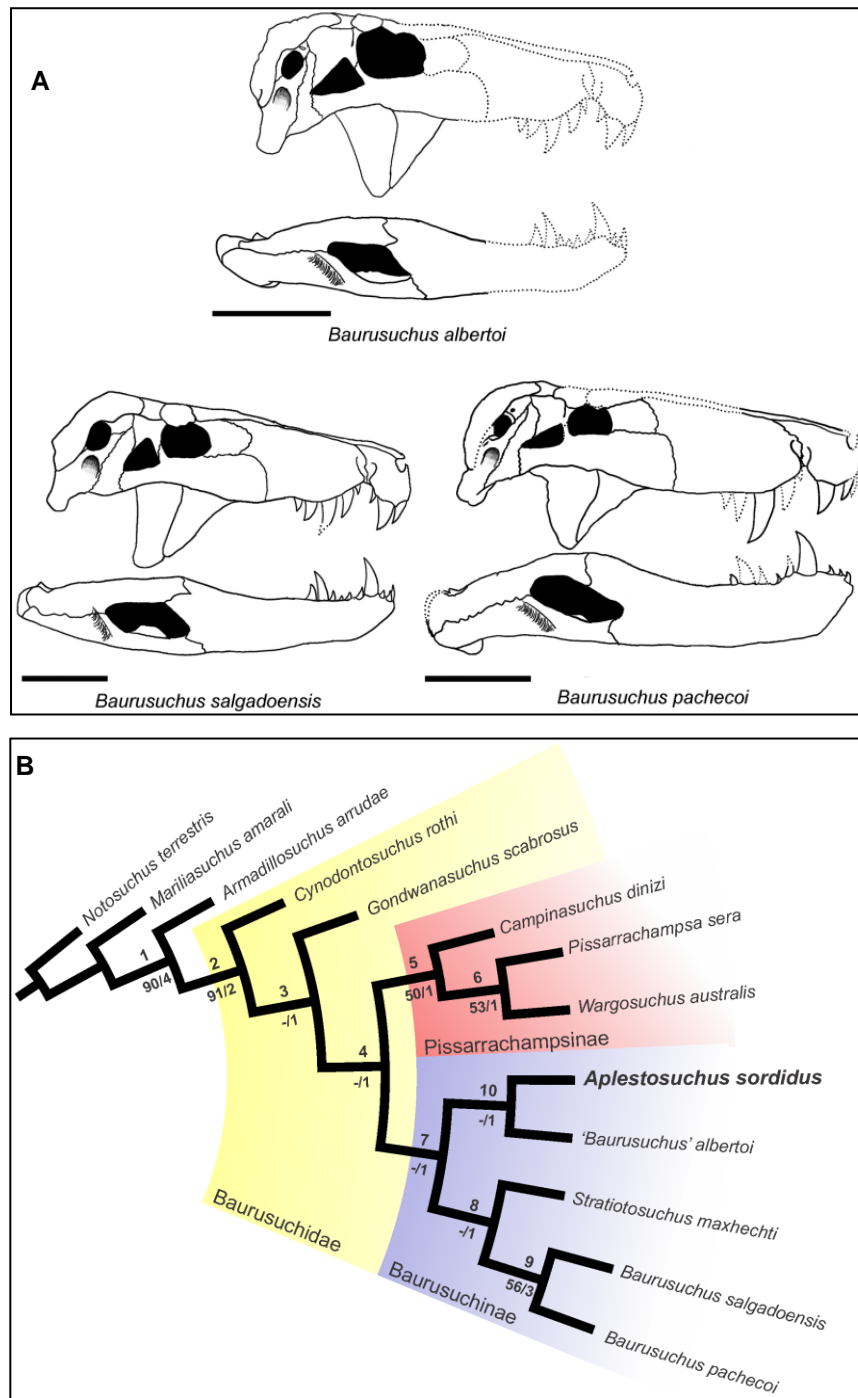 A
Baurusuchus albertoi
Baurusuchus salgadoensis
Baurusuchus pachecoi
B
Notosuchus terrestris
Mariliasuchus amarali
Armadillosuchus arrudae
Cynodontosuchus rothi
Gondwanasuchus scabrosus
Campinasuchus dinizi
Pissarrachampsa sera
Wargosuchus australis
Pissarrachampsinae
Aplestosuchus sordidus
'Baurusuchus' albertoi
Stratiotosuchus maxhechti
Baurusuchus salgadoensis
Baurusuchus pachecoi
Baurusuchidae
Baurusuchinae
1
90/4
2
91/2
3
-/1
4
-/1
5
50/1
6
53/1
7
-/1
8
-/1
9
56/3
10
-/1